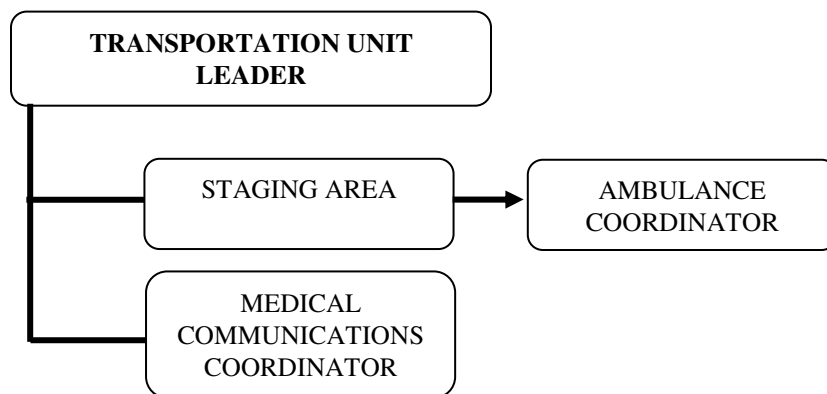 TRANSPORTATION UNIT
LEADER
STAGING AREA
AMBULANCE
COORDINATOR
MEDICAL
COMMUNICATIONS
COORDINATOR